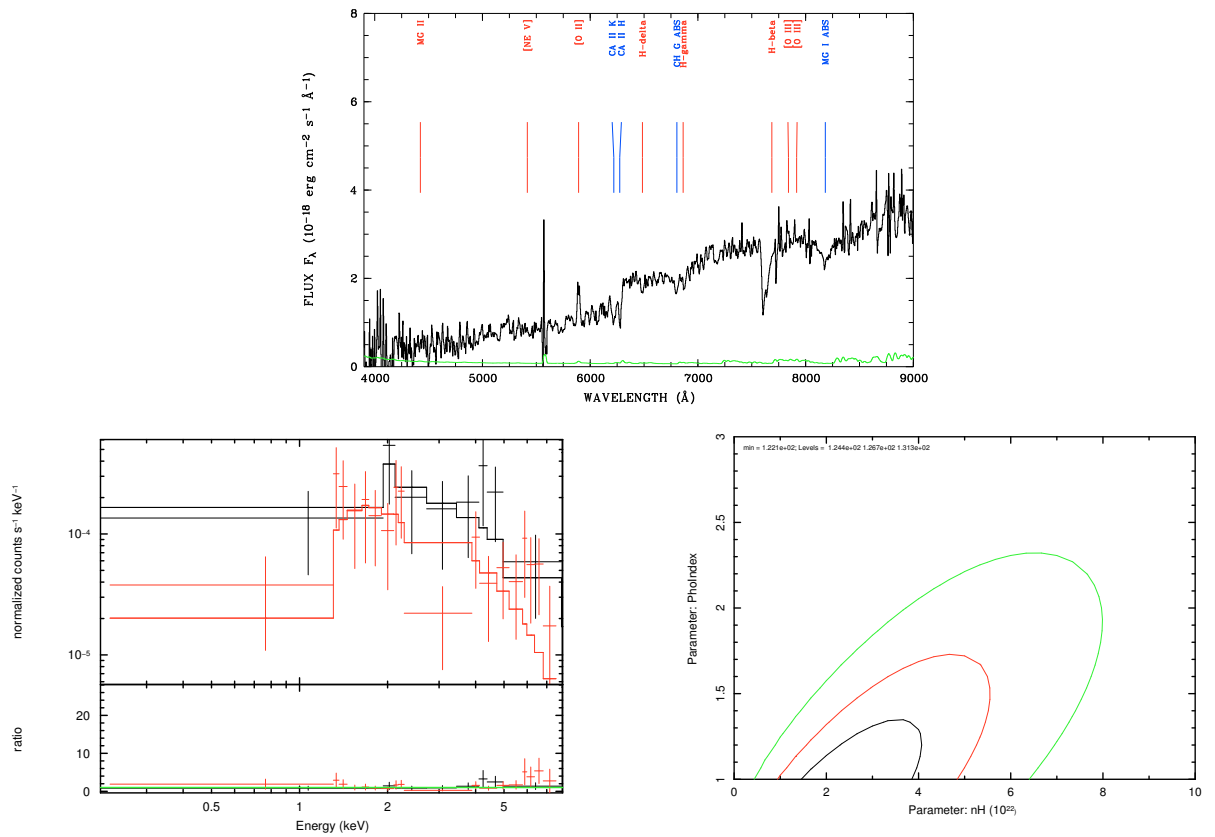 8
6
4
2
0
FLUX Fλ (10−18 erg cm−2 s−1 Å−1)
MG II
[NE V]
[O II]
CA II K
CA II H
H-delta
CH G ABS
H-gamma
H-beta
[O III]
[O III]
MG I ABS
4000 5000 6000 7000 8000 9000
WAVELENGTH (Å)
normalized counts s−1 keV−1
10−4
10−5
ratio
20
10
0
0.5 1 2 5
Energy (keV)
min = 1.221e+02; Levels = 1.244e+02 1.267e+02 1.313e+02
Parameter: PhoIndex
3
2.5
2
1.5
1
0 2 4 6 8 10
Parameter: nH (1022)